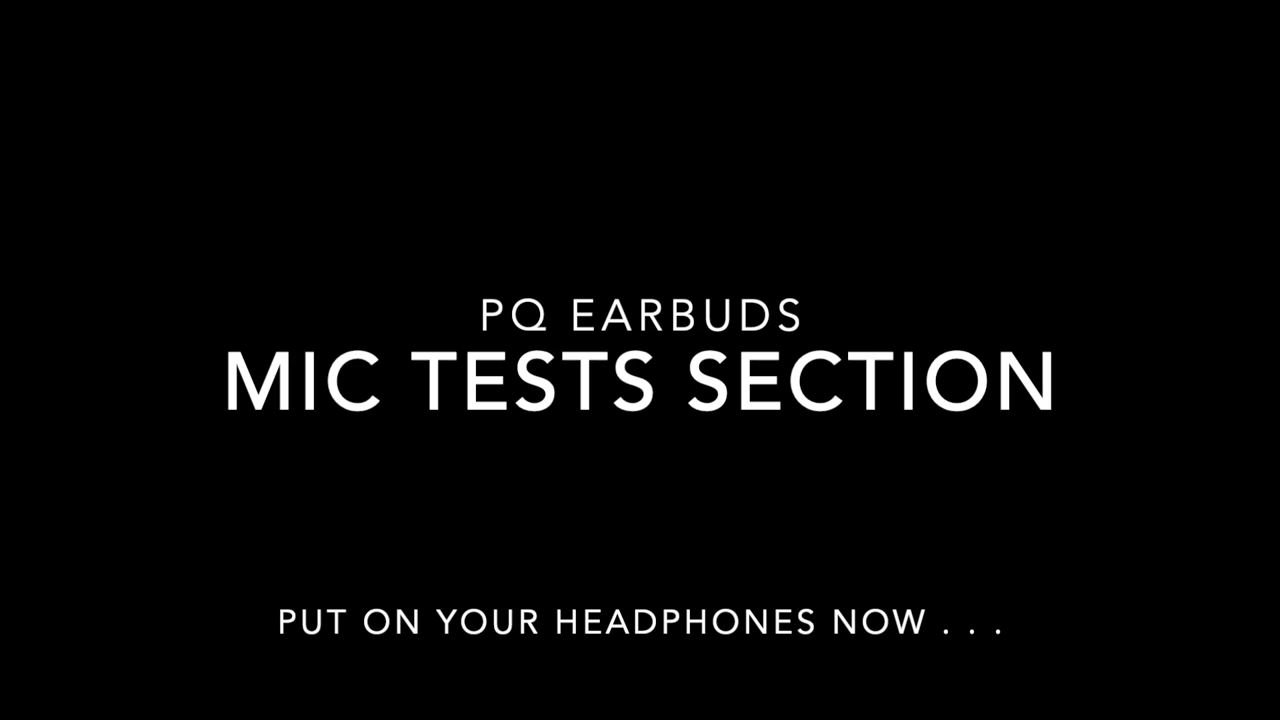 PQ EARBUDS
MIC TESTS SECTION
PUT ON YOUR HEADPHONES NOW . . .